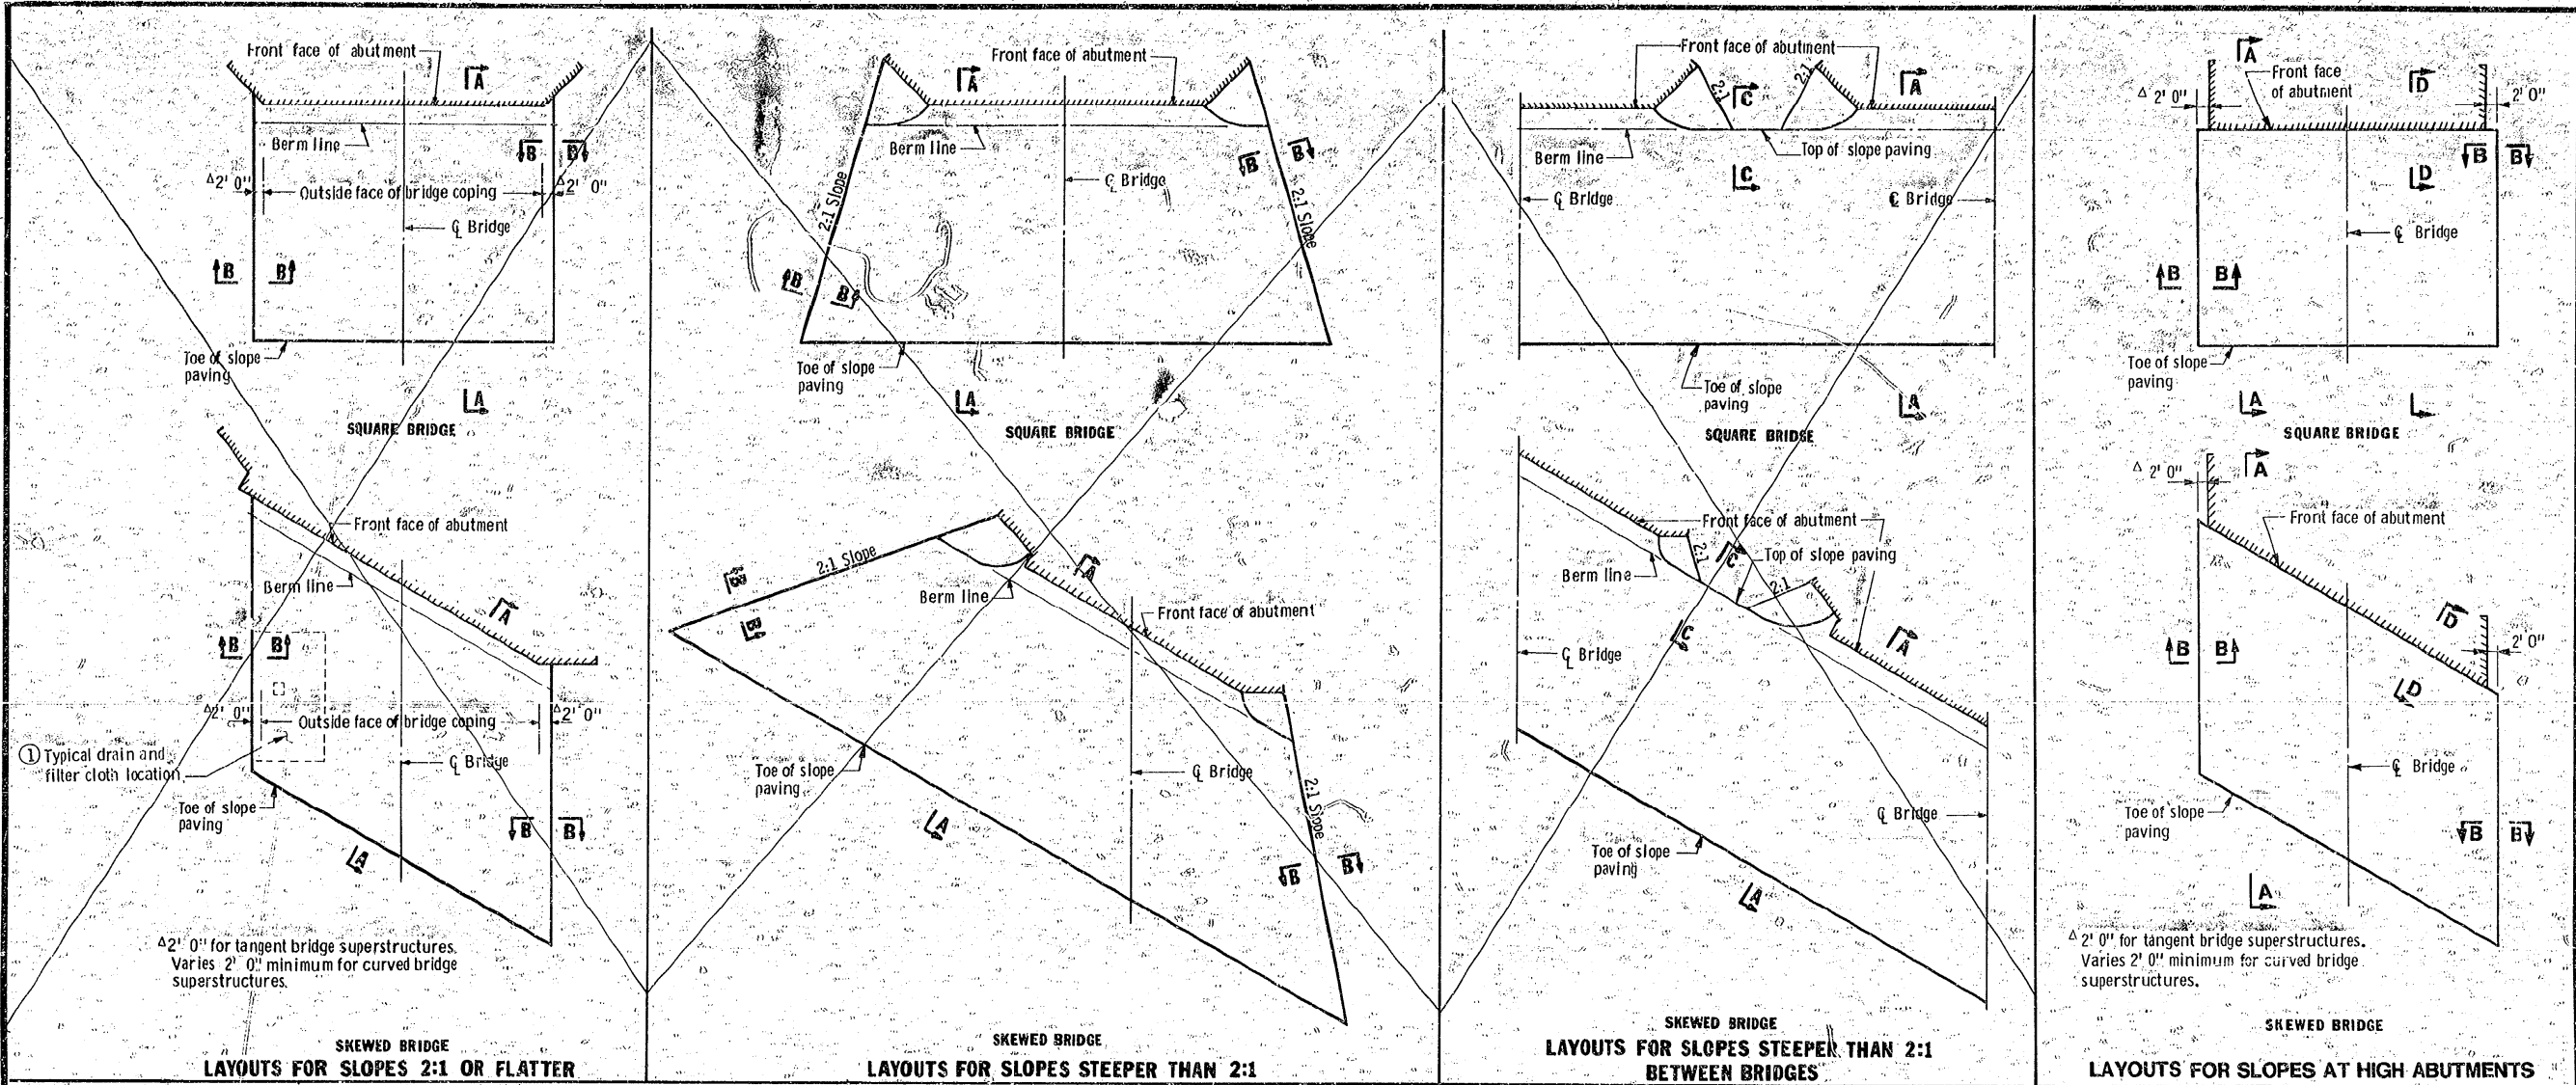 Front face of abutment
A
Berm line
B B
Δ2' 0"
Outside face of bridge coping
Δ2' 0"
℄ Bridge
B B
Toe of slope
paving
A
SQUARE BRIDGE
Front face of abutment
Berm line
A
B B
Δ2' 0"
Outside face of bridge coping
Δ2' 0"
① Typical drain and
filter cloth location
℄ Bridge
Toe of slope
paving
B B
A
Δ2' 0" for tangent bridge superstructures.
Varies 2' 0" minimum for curved bridge
superstructures.
SKEWED BRIDGE
LAYOUTS FOR SLOPES 2:1 OR FLATTER
Front face of abutment
A
Berm line
B B
℄ Bridge
2:1 Slope
2:1 Slope
B B
Toe of slope
paving
A
SQUARE BRIDGE
2:1 Slope
B
B
A
Berm line
Front face of abutment
Toe of slope
paving
℄ Bridge
2:1 Slope
A
B B
SKEWED BRIDGE
LAYOUTS FOR SLOPES STEEPER THAN 2:1
Front face of abutment
2:1
2:1
C
A
Berm line
Top of slope paving
C
℄ Bridge
℄ Bridge
Toe of slope
paving
A
SQUARE BRIDGE
Front face of abutment
2:1
C
Top of slope paving
Berm line
2:1
C
A
℄ Bridge
℄ Bridge
Toe of slope
paving
A
SKEWED BRIDGE
LAYOUTS FOR SLOPES STEEPER THAN 2:1
BETWEEN BRIDGES
A
Front face
of abutment
D
Δ 2' 0"
2' 0"
B B
D
℄ Bridge
B B
Toe of slope
paving
A
SQUARE BRIDGE
Δ 2' 0"
A
Front face of abutment
D
2' 0"
B B
D
℄ Bridge
Toe of slope
paving
B B
A
Δ 2' 0" for tangent bridge superstructures.
Varies 2' 0" minimum for curved bridge
superstructures.
SKEWED BRIDGE
LAYOUTS FOR SLOPES AT HIGH ABUTMENTS